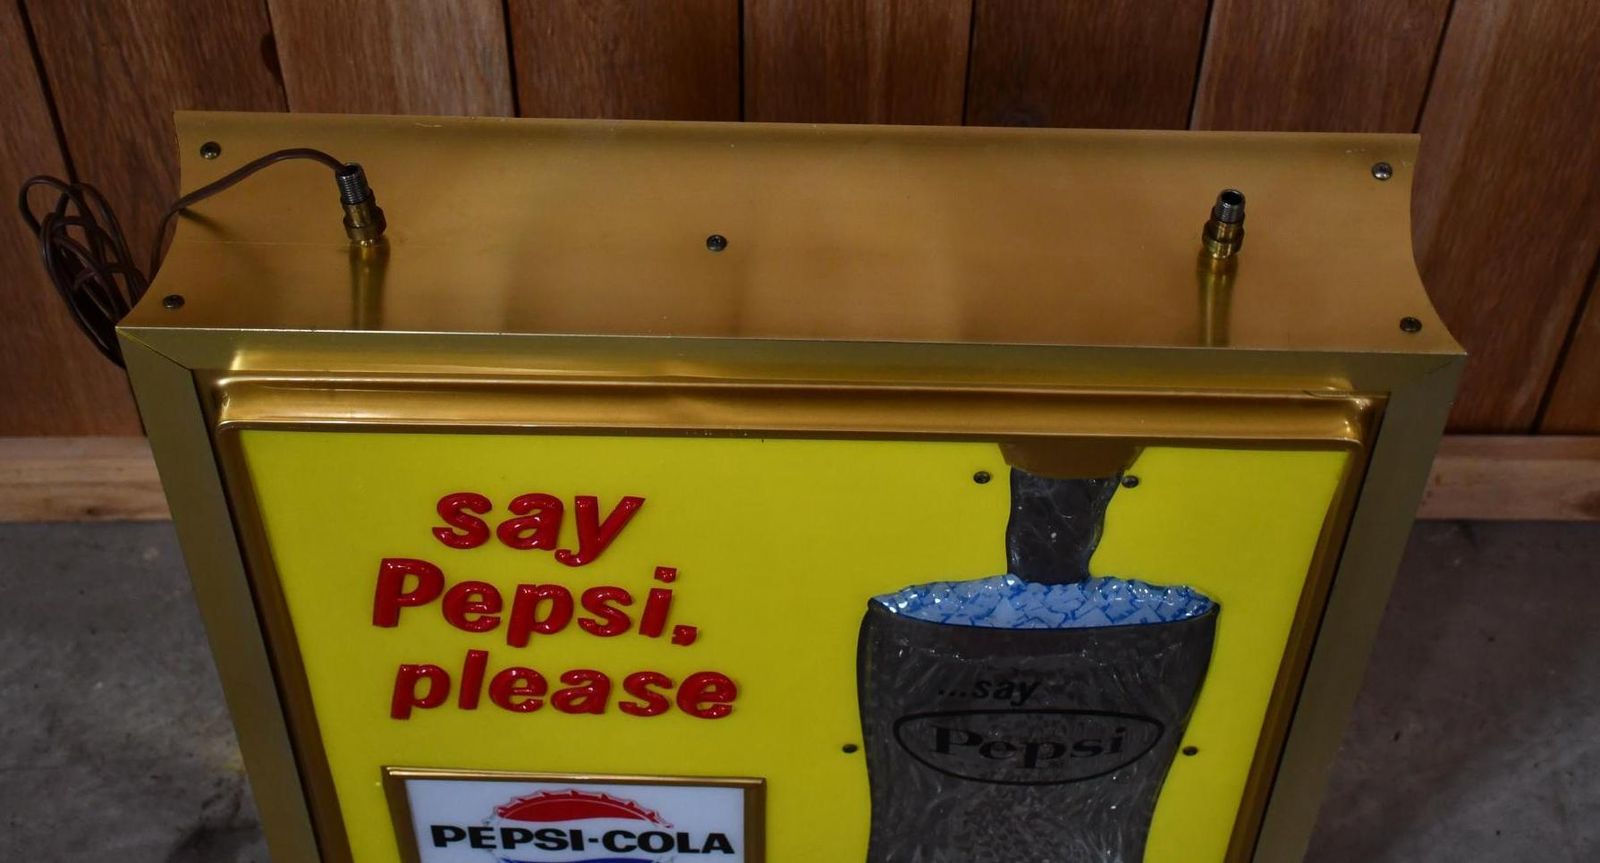 say
Pepsi,
please
...say
Pepsi
PEPSI-COLA